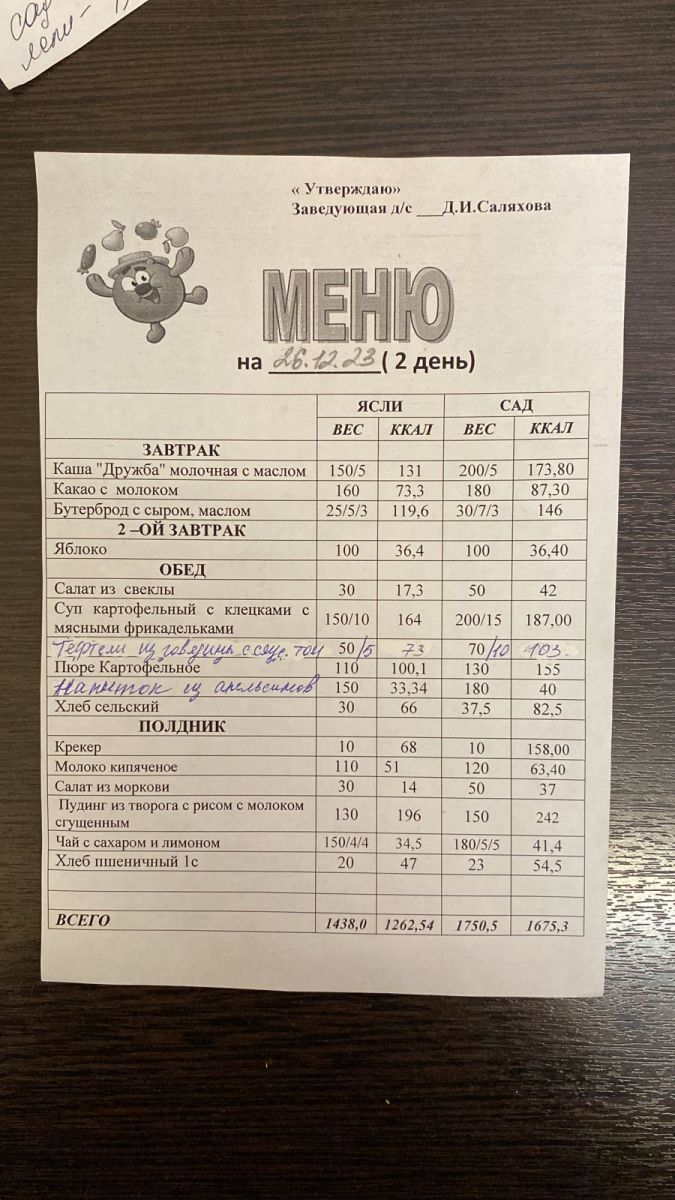 сад
ясли -
« Утверждаю»
Заведующая д/с ___Д.И.Саляхова
МЕНЮ
на 26.12.23 ( 2 день)
ЯСЛИ САД
ВЕС ККАЛ ВЕС ККАЛ
ЗАВТРАК
Каша "Дружба" молочная с маслом 150/5 131 200/5 173,80
Какао с молоком 160 73,3 180 87,30
Бутерброд с сыром, маслом 25/5/3 119,6 30/7/3 146
2 –ОЙ ЗАВТРАК
Яблоко 100 36,4 100 36,40
ОБЕД
Салат из свеклы 30 17,3 50 42
Суп картофельный с клецками с
мясными фрикадельками 150/10 164 200/15 187,00
Тефтели из говядины с соус. том 50/5 73 70/10 103
Пюре Картофельное 110 100,1 130 155
Напиток из апельсинов 150 33,34 180 40
Хлеб сельский 30 66 37,5 82,5
ПОЛДНИК
Крекер 10 68 10 158,00
Молоко кипяченое 110 51 120 63,40
Салат из моркови 30 14 50 37
Пудинг из творога с рисом с молоком
сгущенным 130 196 150 242
Чай с сахаром и лимоном 150/4/4 34,5 180/5/5 41,4
Хлеб пшеничный 1с 20 47 23 54,5
ВСЕГО 1438,0 1262,54 1750,5 1675,3